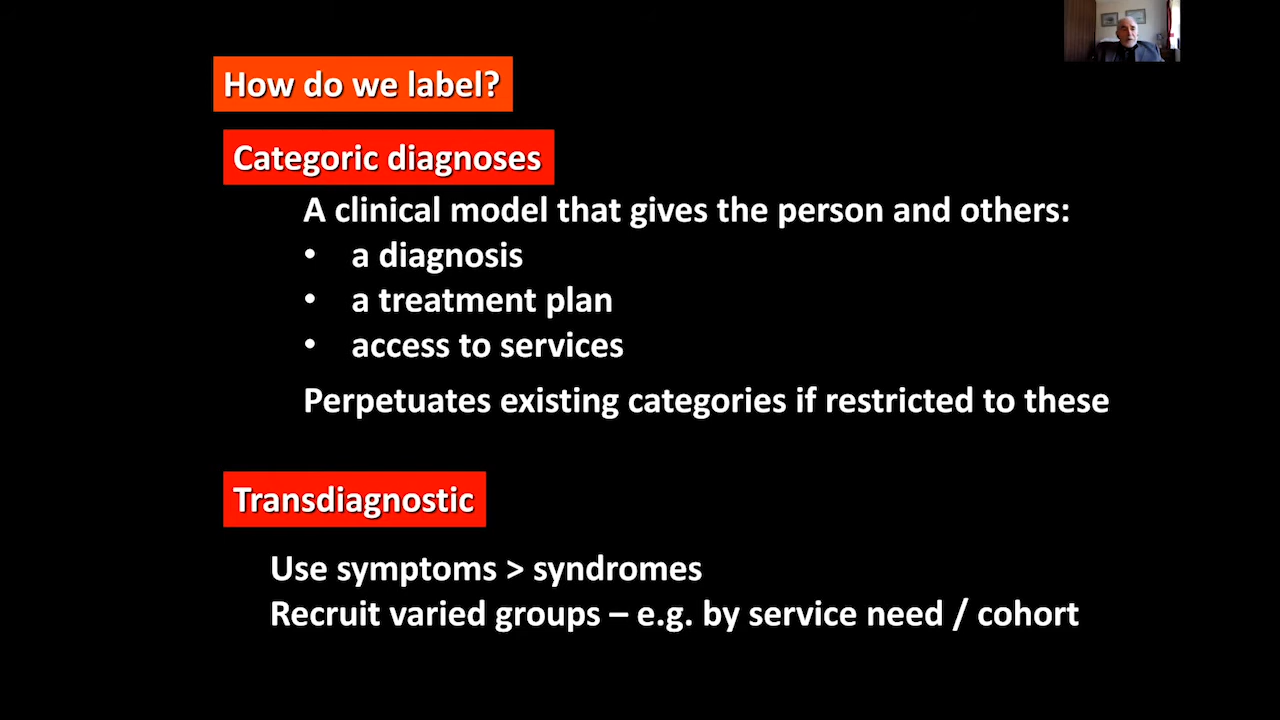 How do we label?
Categoric diagnoses
A clinical model that gives the person and others:
• a diagnosis
• a treatment plan
• access to services
Perpetuates existing categories if restricted to these
Transdiagnostic
Use symptoms > syndromes
Recruit varied groups – e.g. by service need / cohort